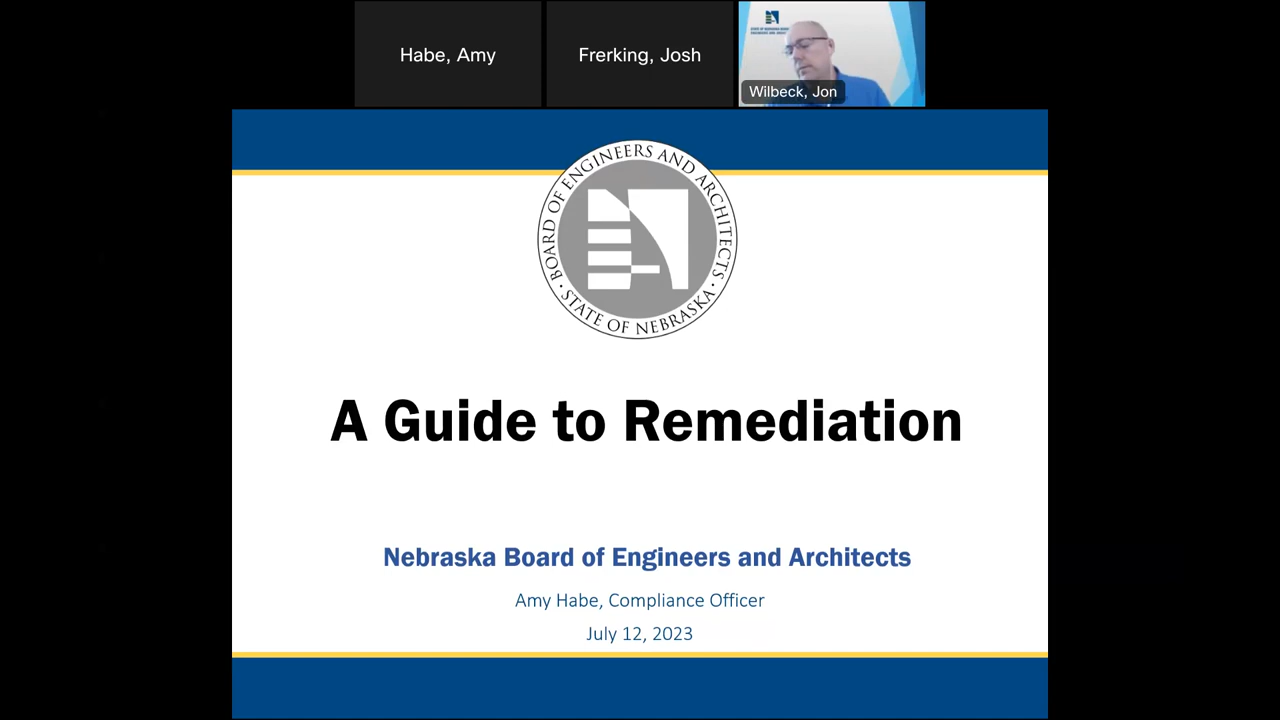 Habe, Amy
Frerking, Josh
Wilbeck, Jon
BOARD OF ENGINEERS AND ARCHITECTS
STATE OF NEBRASKA
A Guide to Remediation
Nebraska Board of Engineers and Architects
Amy Habe, Compliance Officer
July 12, 2023